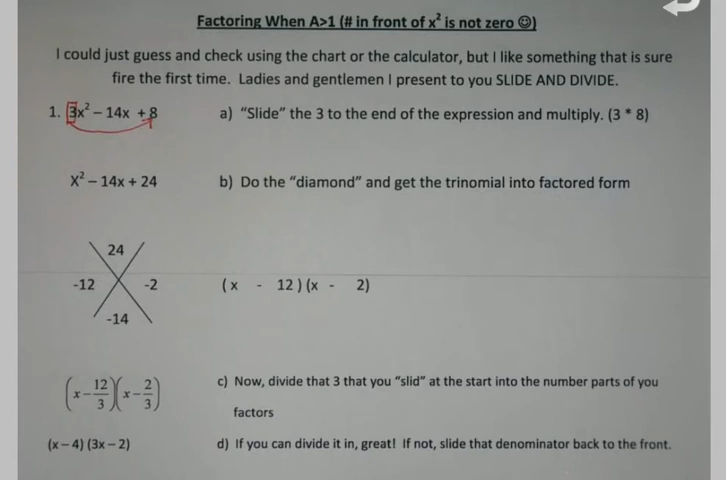 Factoring When A>1 (# in front of x² is not zero ☺)
I could just guess and check using the chart or the calculator, but I like something that is sure
fire the first time. Ladies and gentlemen I present to you SLIDE AND DIVIDE.
1. 3x² – 14x + 8 a) “Slide” the 3 to the end of the expression and multiply. (3 * 8)
X² – 14x + 24 b) Do the “diamond” and get the trinomial into factored form
24
-12 -2 ( x - 12 ) (x - 2)
-14
(x – 12/3)(x – 2/3) c) Now, divide that 3 that you “slid” at the start into the number parts of you
factors
(x – 4) (3x – 2) d) If you can divide it in, great! If not, slide that denominator back to the front.